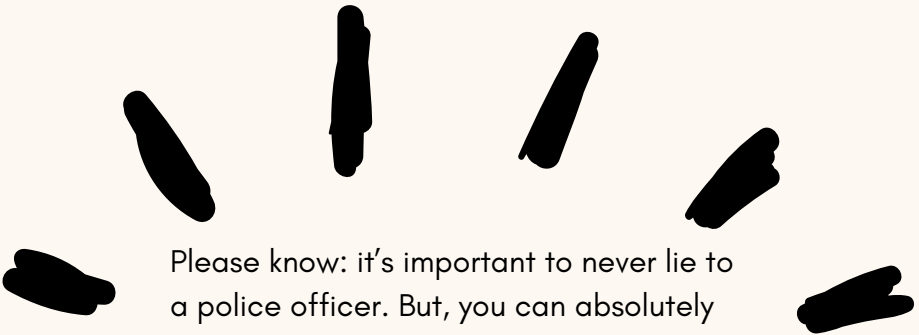 Please know: it’s important to never lie to
a police officer. But, you can absolutely